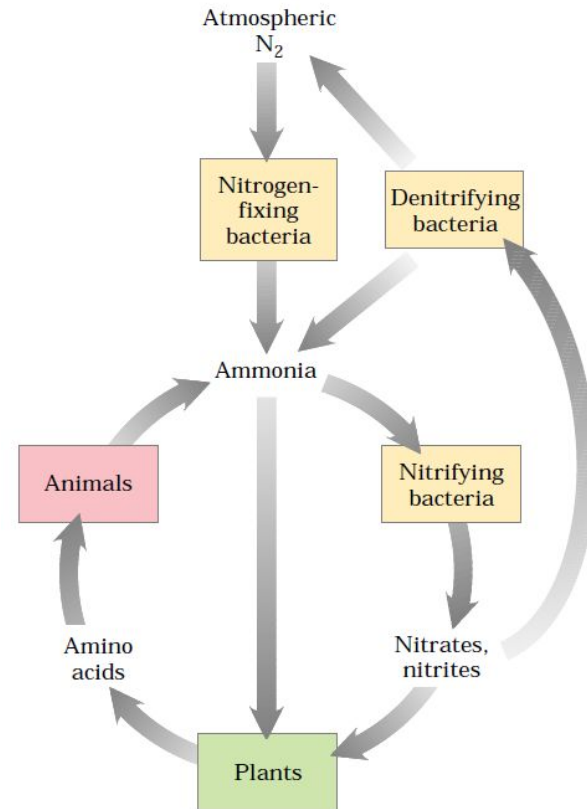 Atmospheric
N₂
Nitrogen-
fixing
bacteria
Denitrifying
bacteria
Ammonia
Animals
Nitrifying
bacteria
Amino
acids
Nitrates,
nitrites
Plants